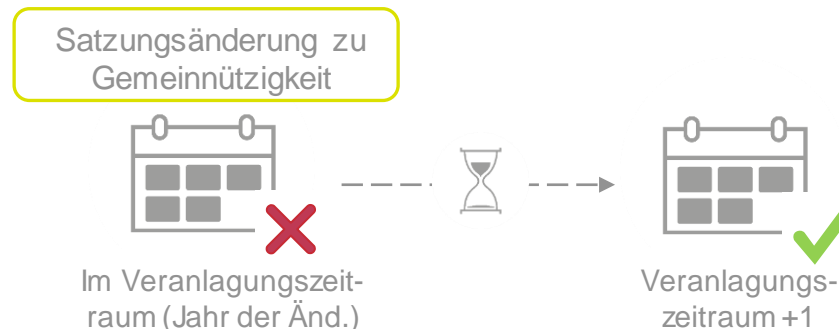 Satzungsänderung zu
Gemeinnützigkeit
Im Veranlagungszeit-
raum (Jahr der Änd.)
Veranlagungs-
zeitraum +1